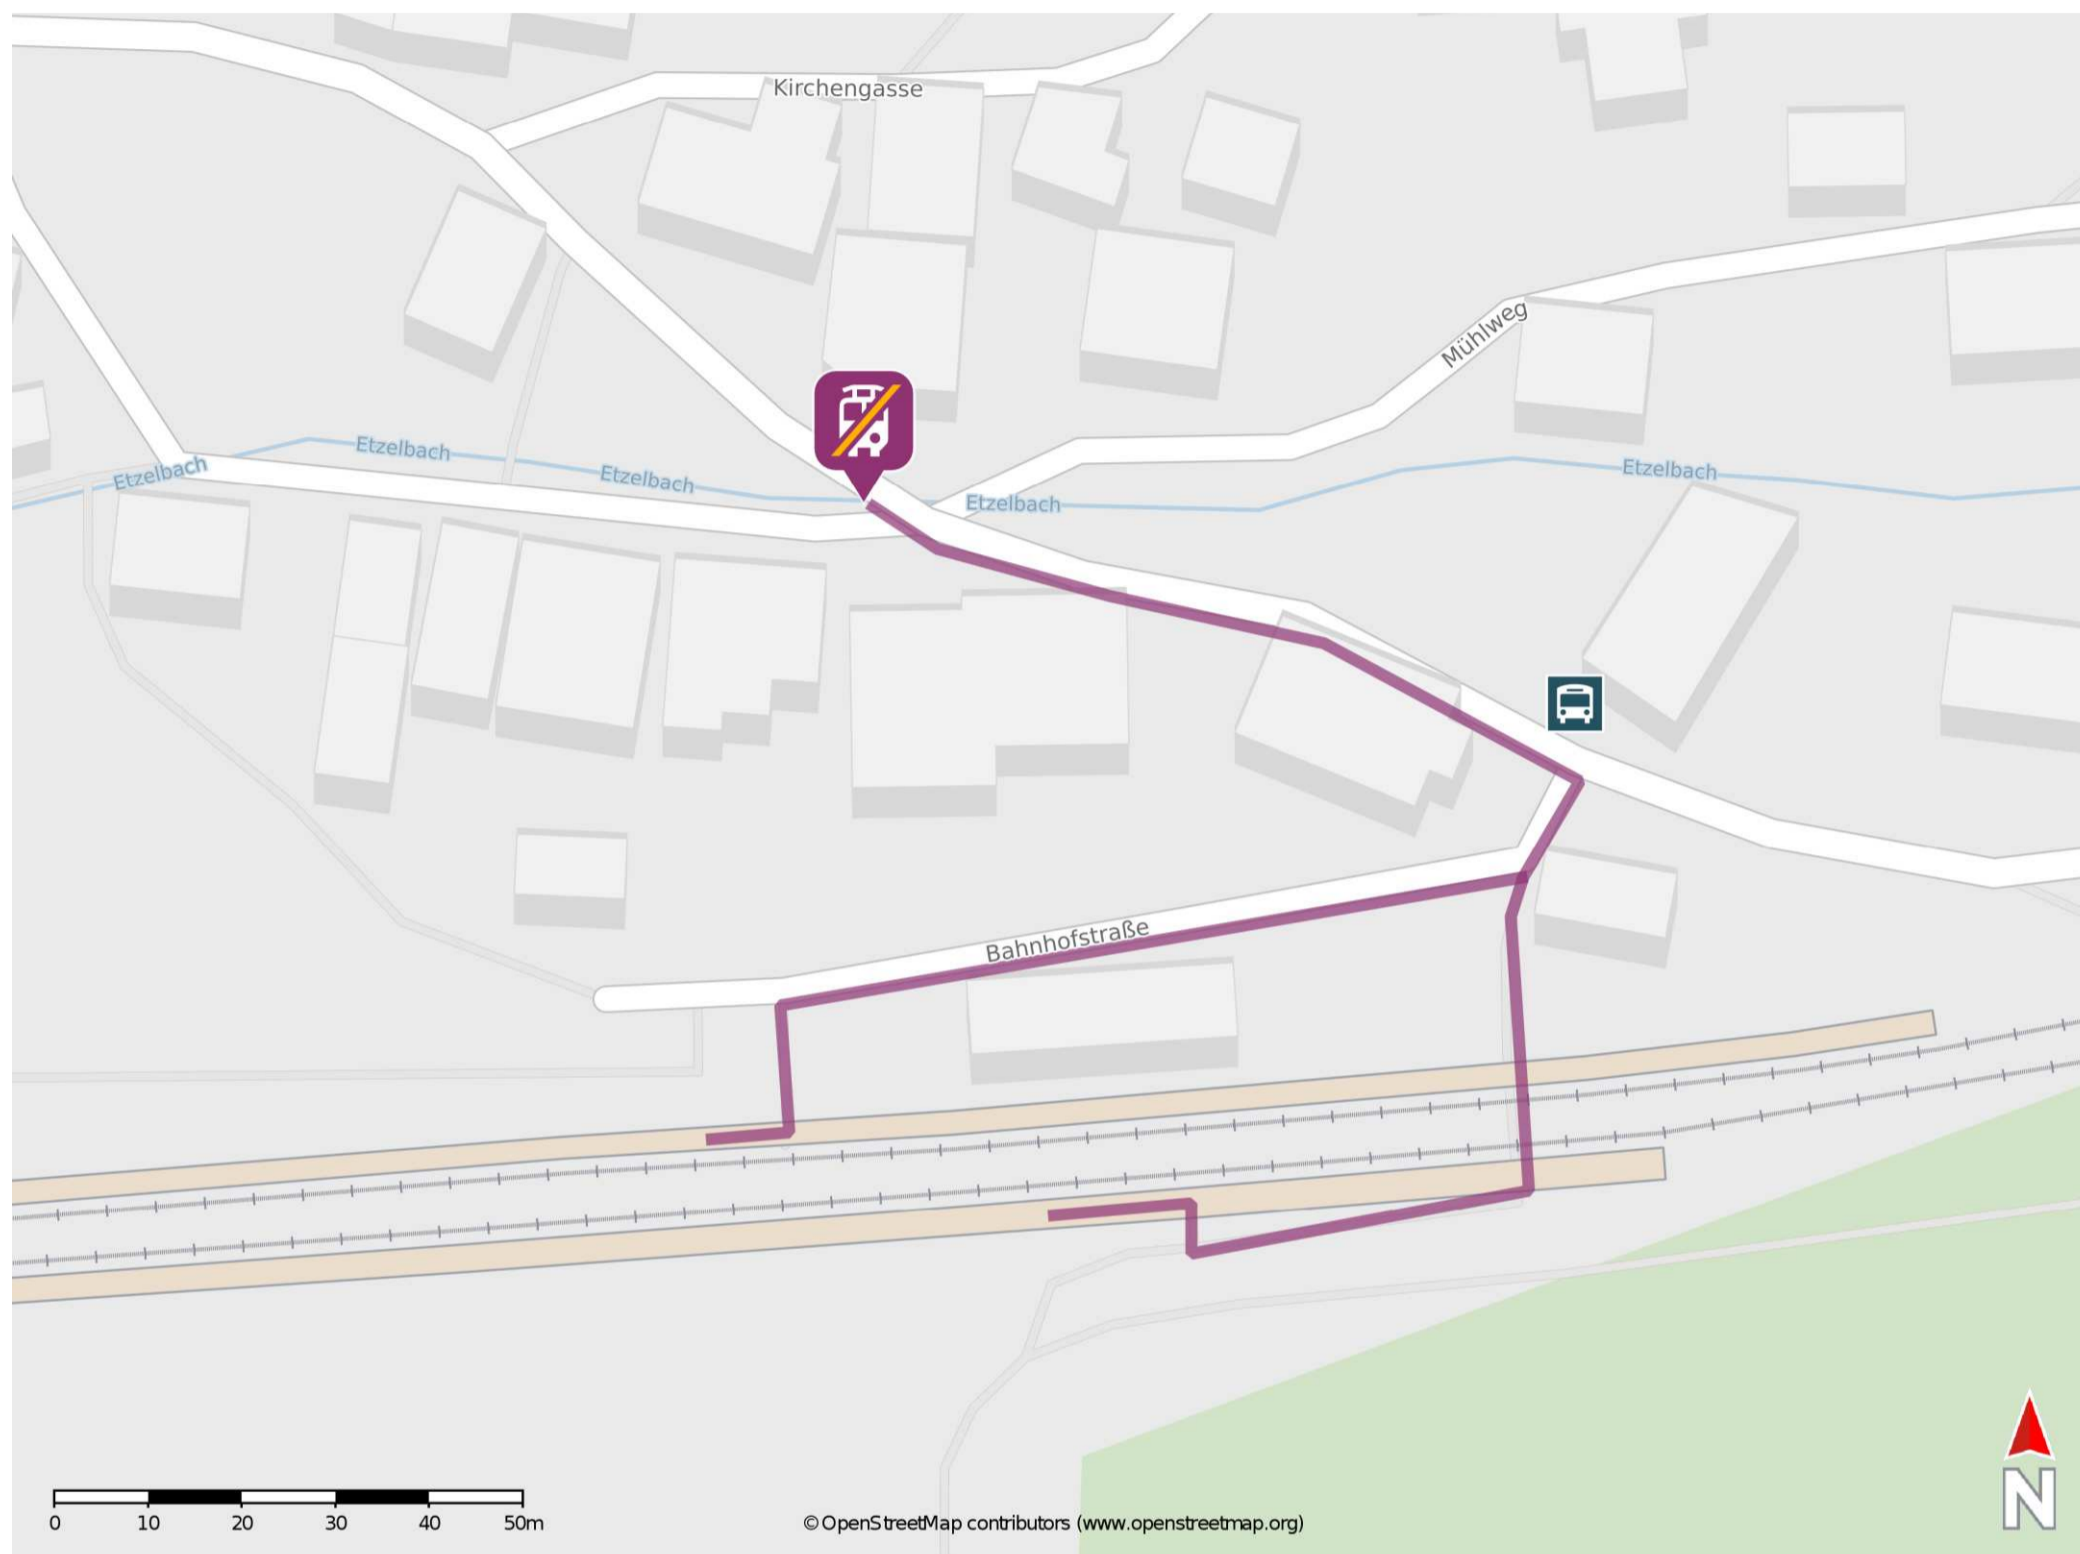 Kirchengasse
Mühlweg
Etzelbach
Etzelbach
Etzelbach
Etzelbach
Etzelbach
Bahnhofstraße
0 10 20 30 40 50m
© OpenStreetMap contributors (www.openstreetmap.org)
N